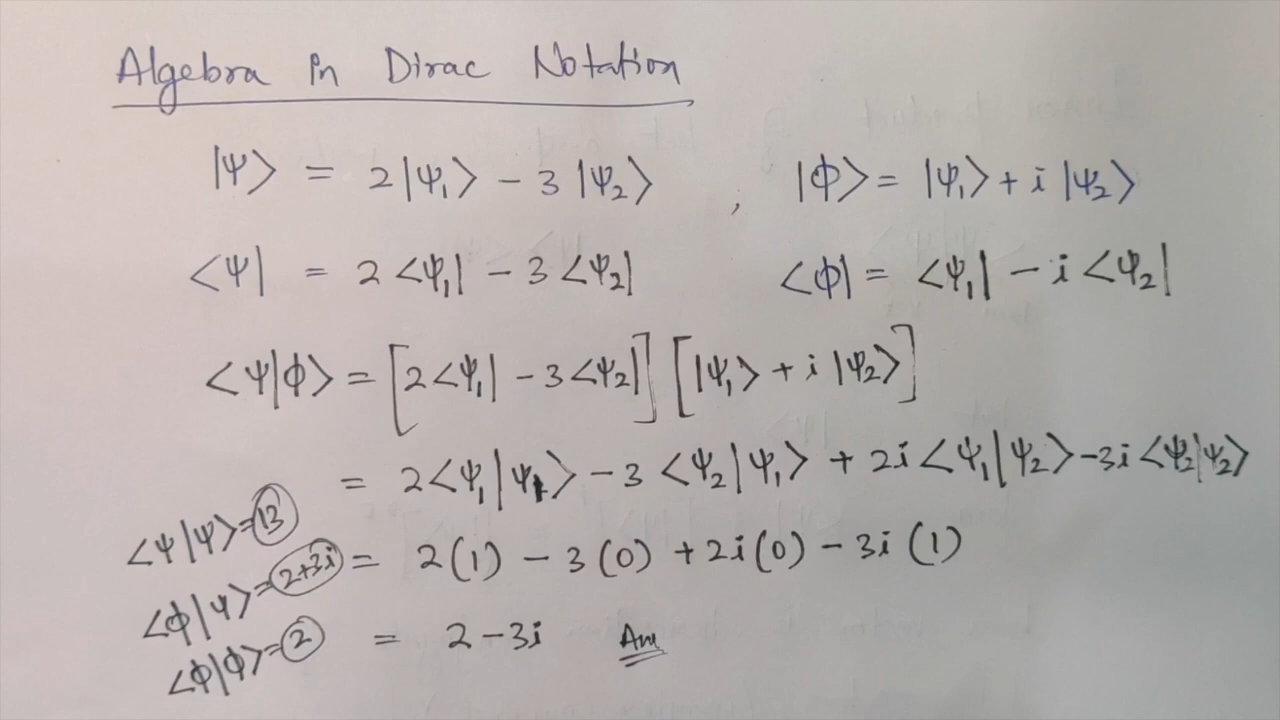 Algebra in Dirac Notation
|Ψ> = 2|Ψ₁> - 3|Ψ₂> , |Φ> = |Ψ₁> + i|Ψ₂>
<Ψ| = 2<Ψ₁| - 3<Ψ₂| <Φ| = <Ψ₁| - i<Ψ₂|
<Ψ|Φ> = [2<Ψ₁| - 3<Ψ₂|] [|Ψ₁> + i|Ψ₂>]
= 2<Ψ₁|Ψ₁> - 3<Ψ₂|Ψ₁> + 2i<Ψ₁|Ψ₂> - 3i<Ψ₂|Ψ₂>
<Ψ|Ψ> = 13
= 2(1) - 3(0) + 2i(0) - 3i(1)
<Φ|Ψ> = 2+3i
= 2 - 3i Ans
<Φ|Φ> = 2